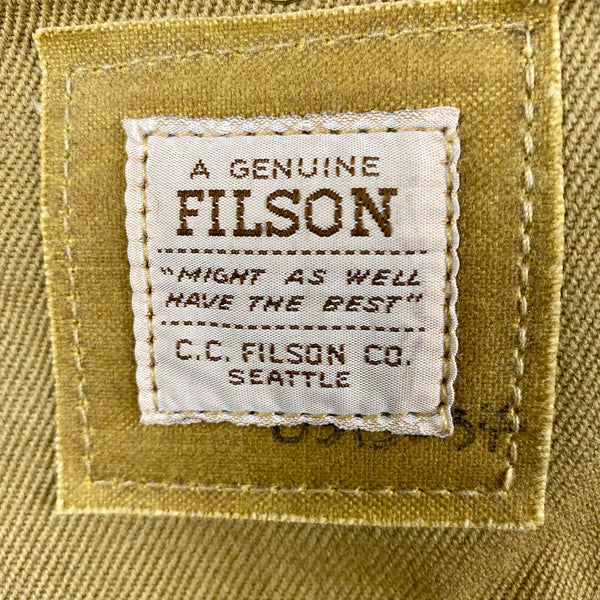 A GENUINE
FILSON
"MIGHT AS WELL
HAVE THE BEST"
C.C. FILSON CO.
SEATTLE